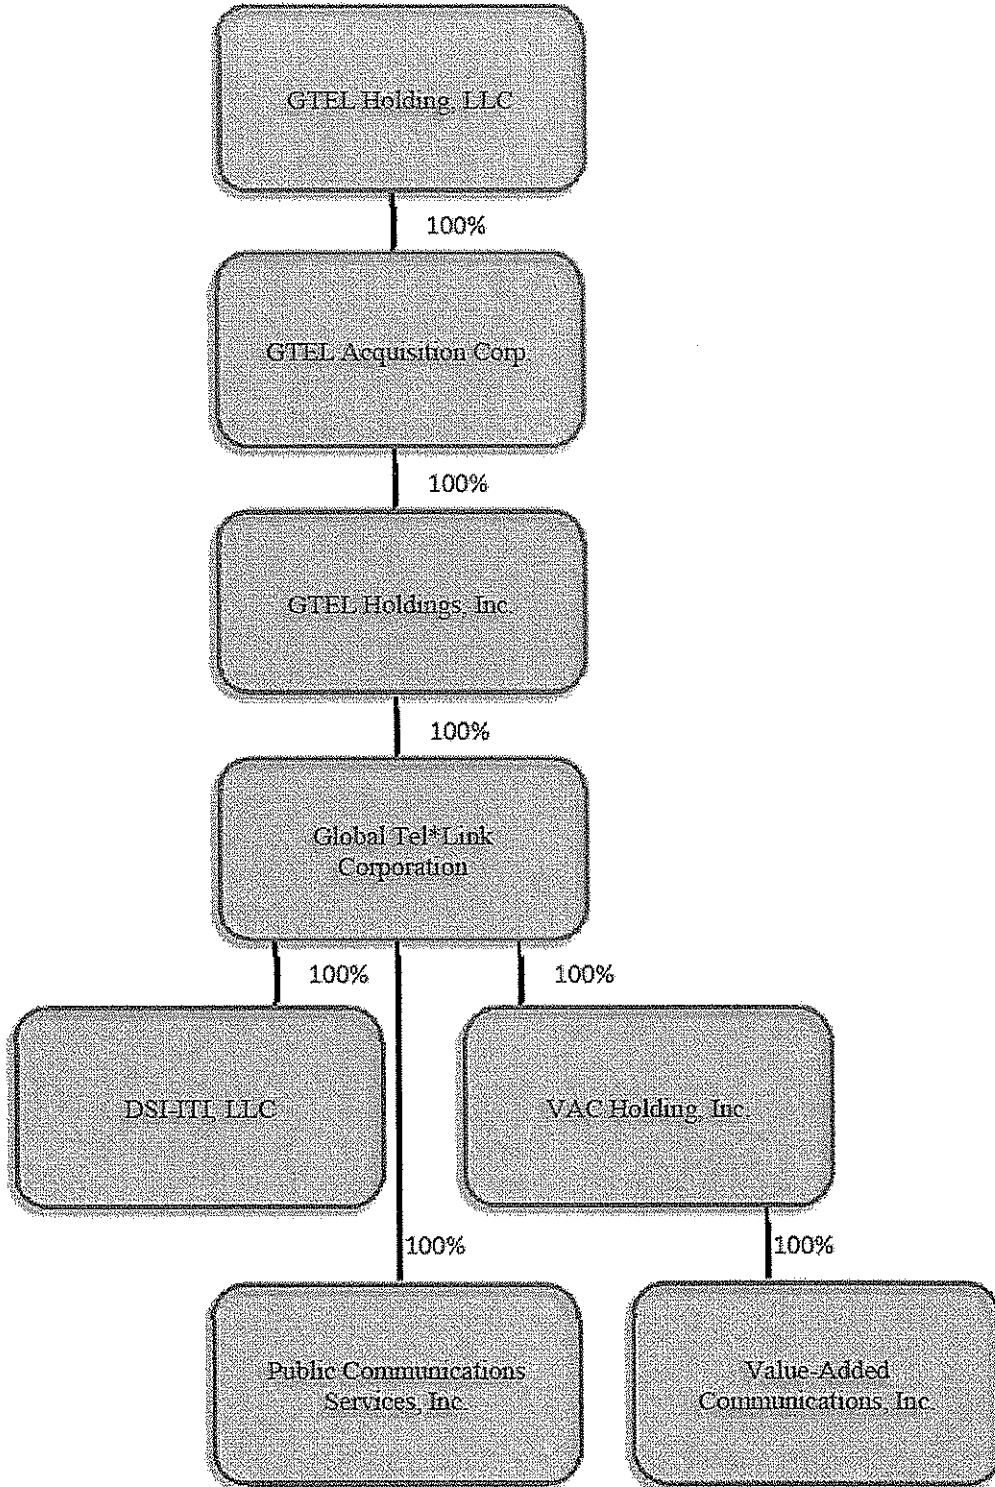 GTEL Holding, LLC
100%
GTEL Acquisition Corp.
100%
GTEL Holdings, Inc.
100%
Global Tel*Link
Corporation
100%
100%
DSI-ITI, LLC
VAC Holding, Inc.
100%
100%
Public Communications
Services, Inc.
Value-Added
Communications, Inc.